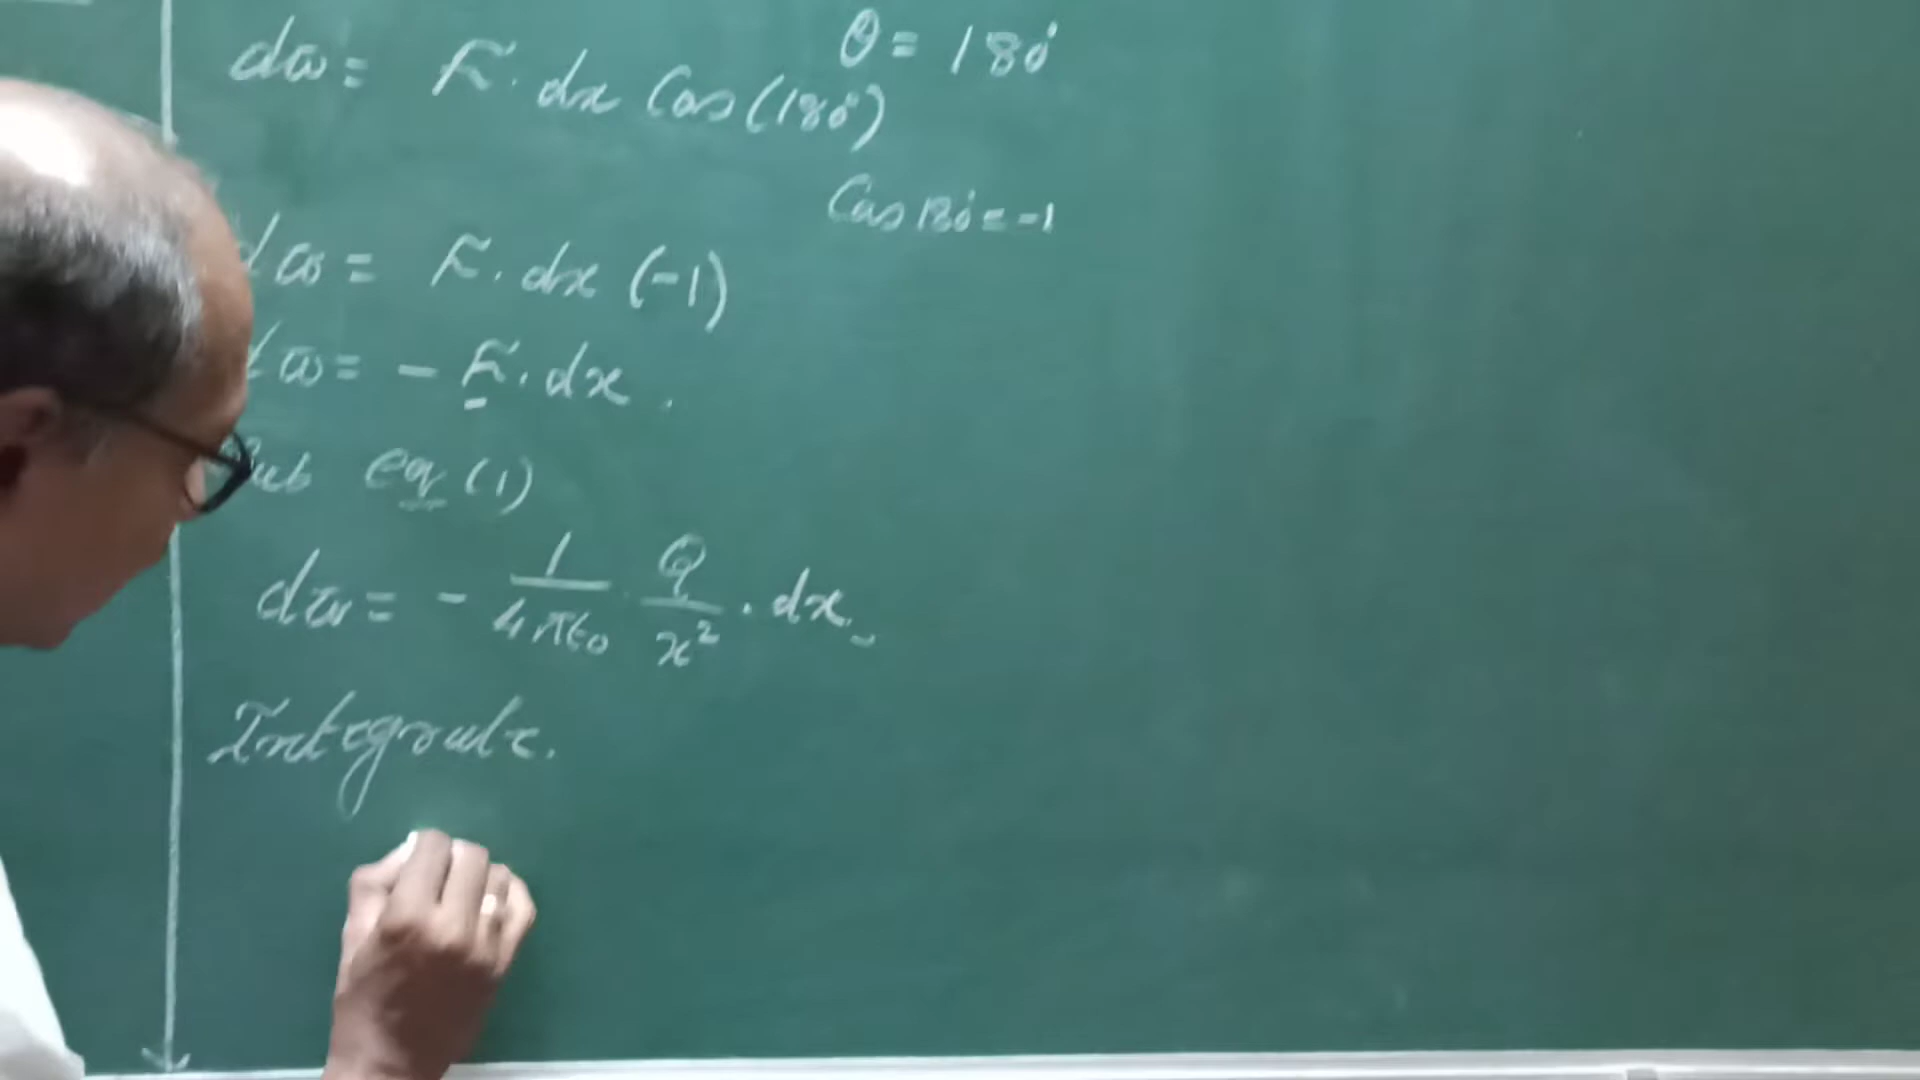 dw = F . dx Cos (180°)
θ = 180°
Cos 180° = -1
dw = F . dx (-1)
dw = - F . dx .
Sub eq (1)
dw = - 1/4πε₀ . Q/x² . dx
Integrate.